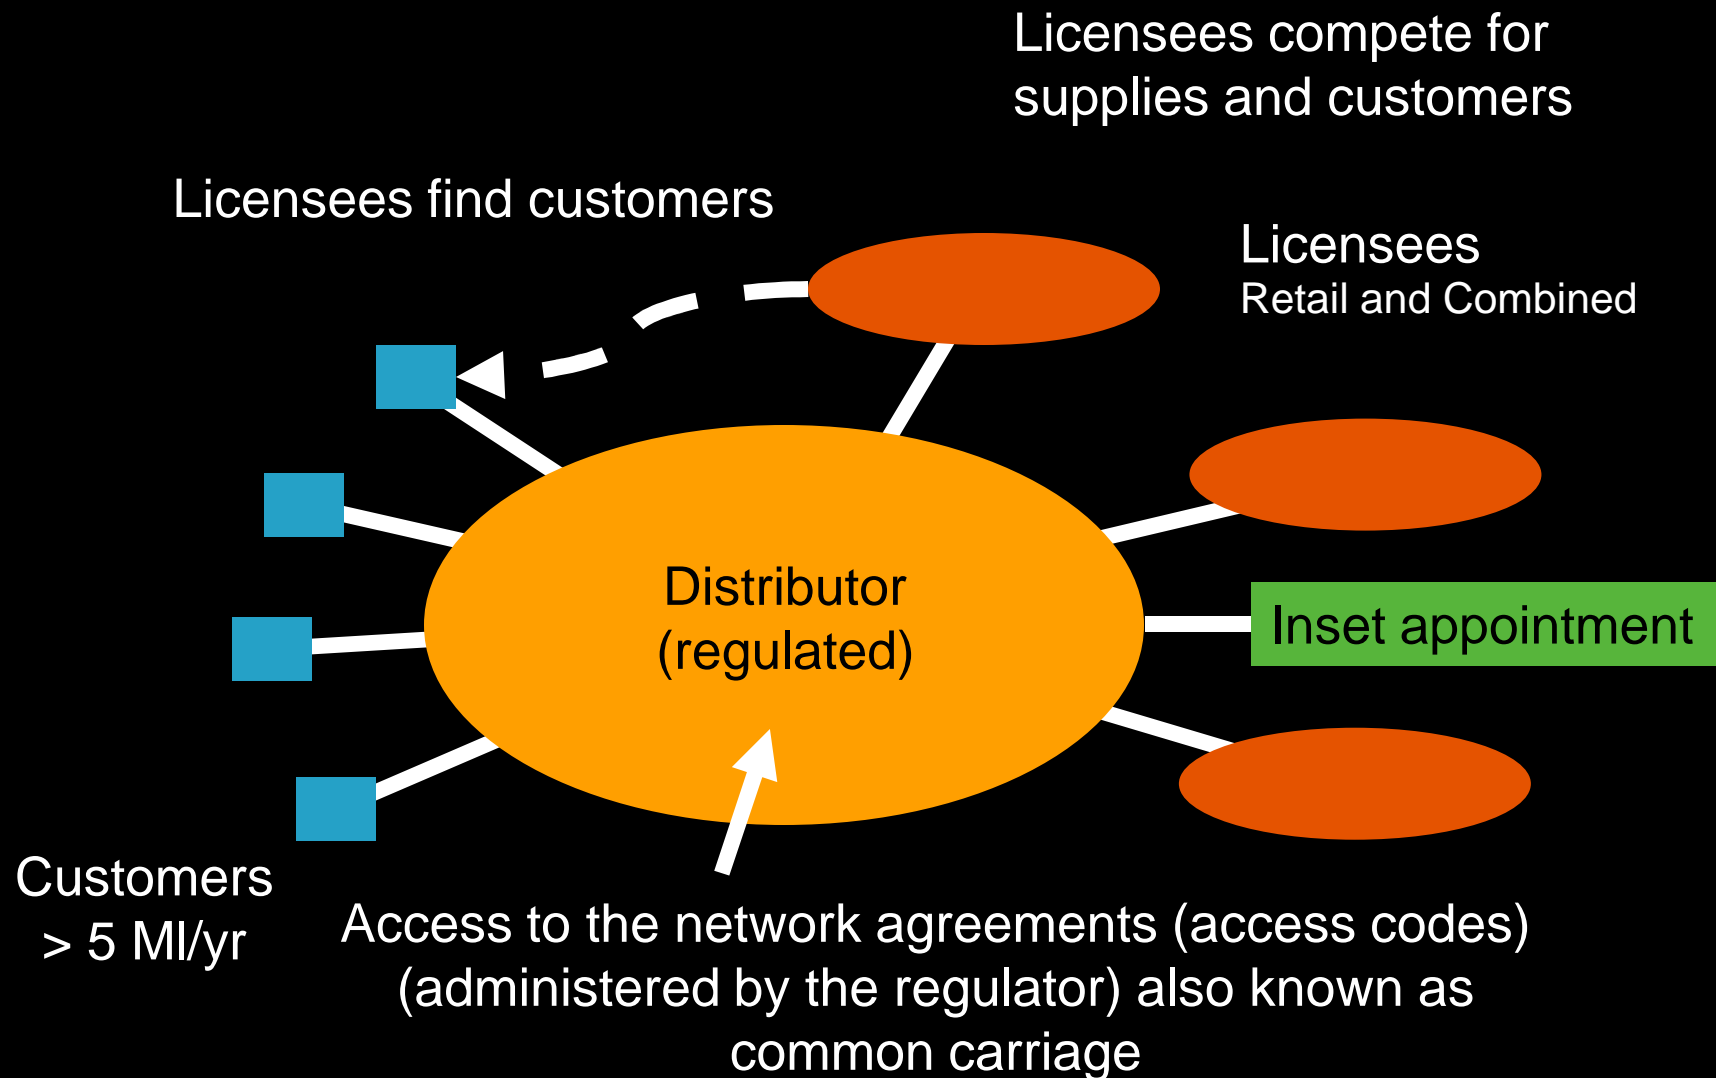 Licensees compete for
supplies and customers
Licensees find customers
Licensees
Retail and Combined
Distributor
(regulated)
Inset appointment
Customers
> 5 Ml/yr
Access to the network agreements (access codes)
(administered by the regulator) also known as
common carriage